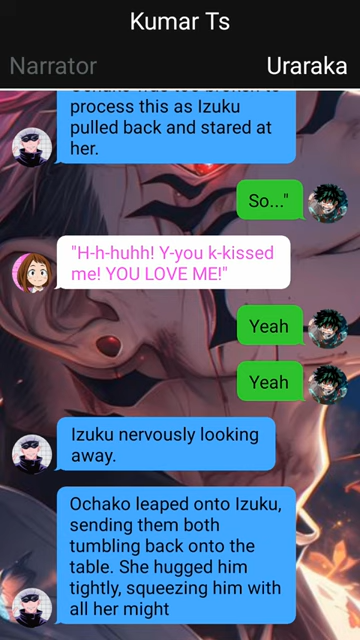 Kumar Ts
Narrator
Uraraka
process this as Izuku
pulled back and stared at
her.
So..."
"H-h-huhh! Y-you k-kissed
me! YOU LOVE ME!"
Yeah
Yeah
Izuku nervously looking
away.
Ochako leaped onto Izuku,
sending them both
tumbling back onto the
table. She hugged him
tightly, squeezing him with
all her might